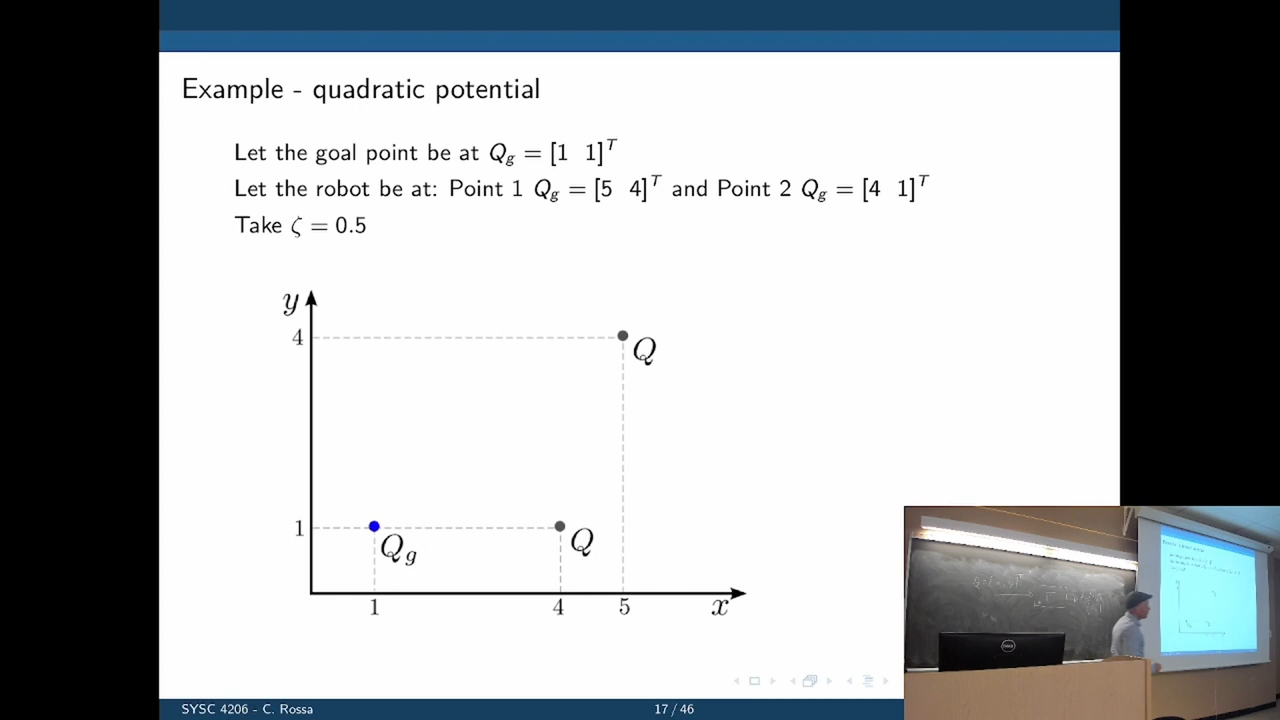 Example - quadratic potential
Let the goal point be at Q_g = [1 1]^T
Let the robot be at: Point 1 Q_g = [5 4]^T and Point 2 Q_g = [4 1]^T
Take ζ = 0.5
y
4
Q
1
Q_g
Q
1
4
5
x
SYSC 4206 - C. Rossa
17 / 46
DELL